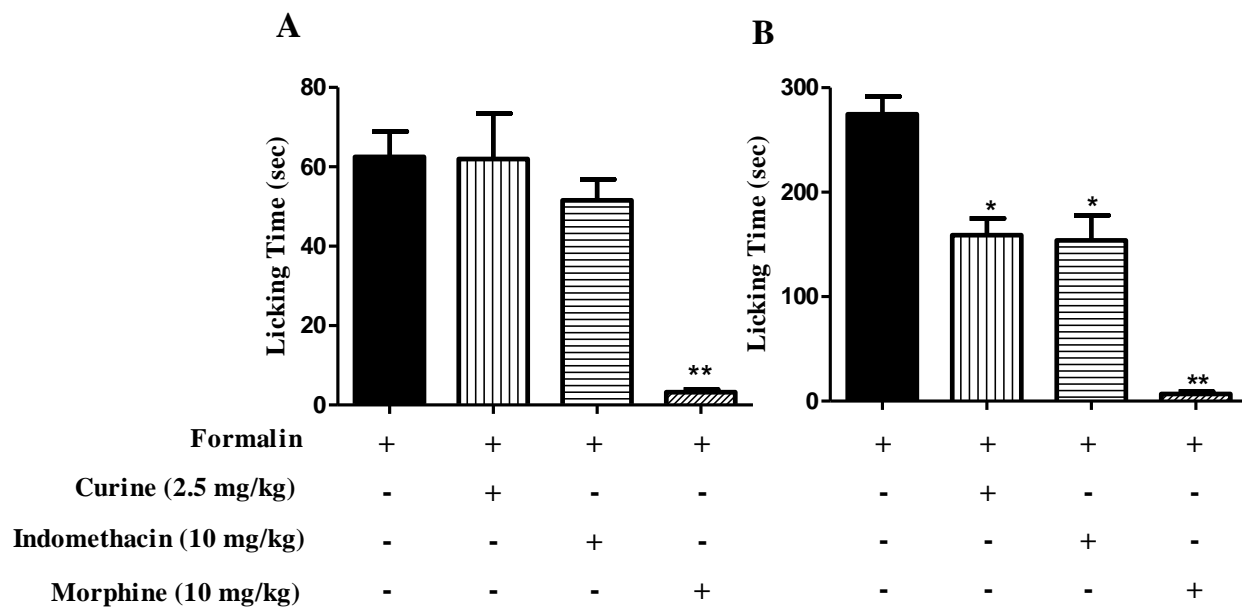 A
B
80
60
40
20
0
Licking Time (sec)
300
200
100
0
Licking Time (sec)
**
*
*
**
Formalin + + + + + + + +
Curine (2.5 mg/kg) - + - - - + - -
Indomethacin (10 mg/kg) - - + - - - + -
Morphine (10 mg/kg) - - - + - - - +